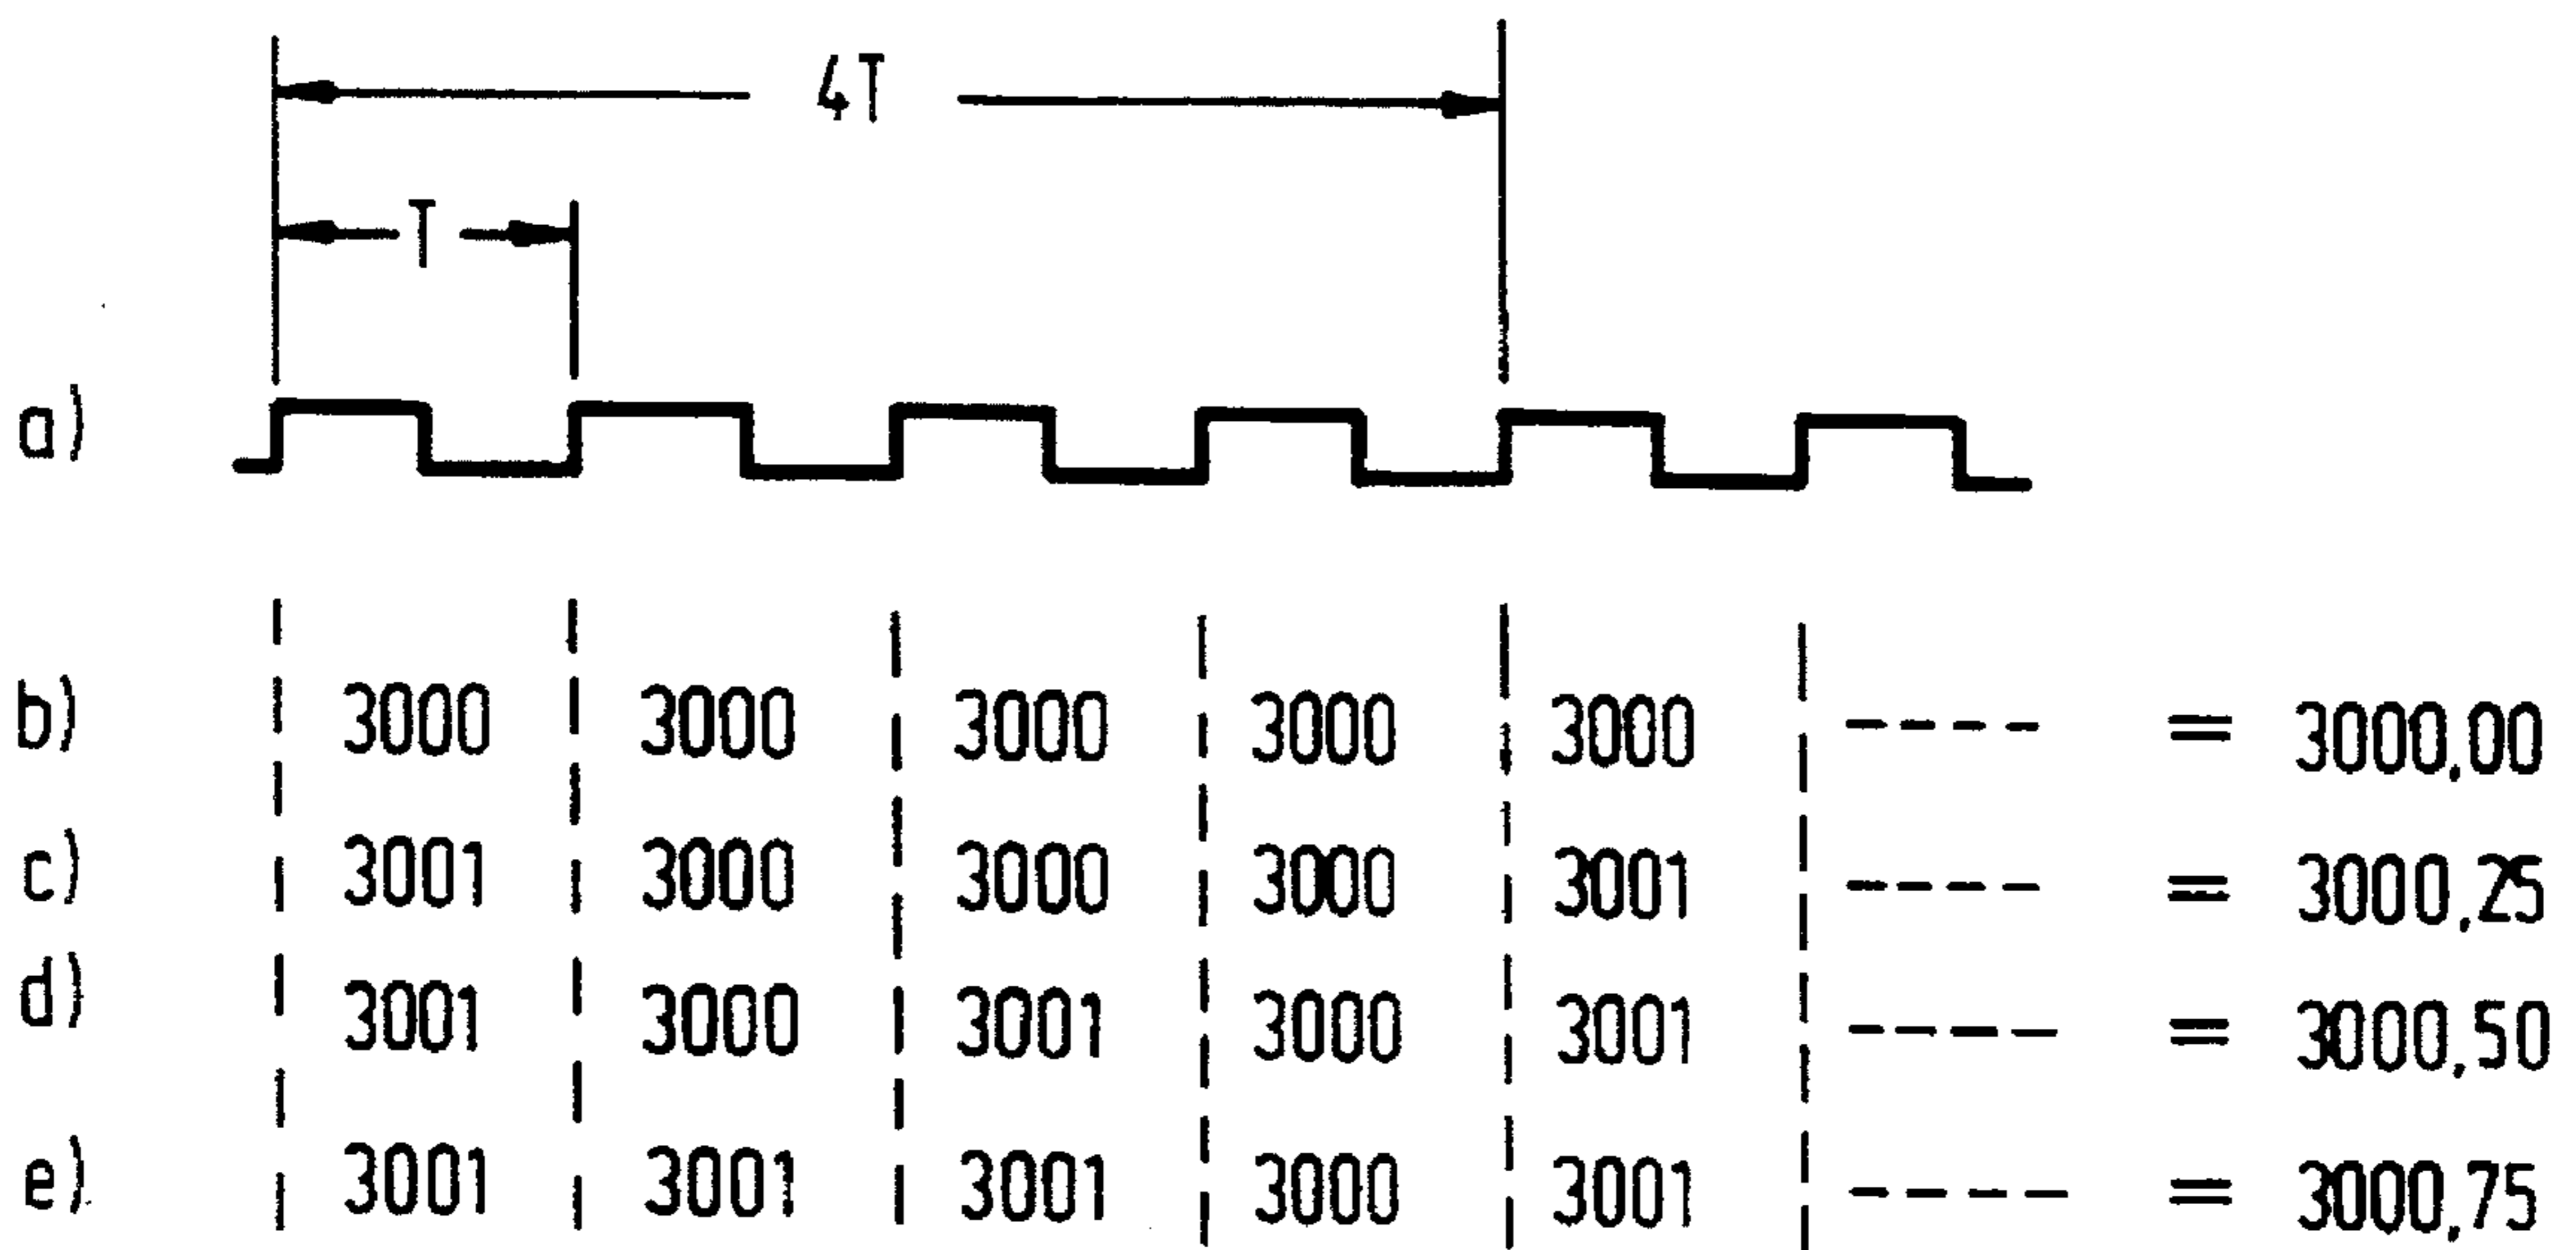 4T
T
a)
b) 3000 3000 3000 3000 3000 ---- = 3000,00
c) 3001 3000 3000 3000 3001 ---- = 3000,25
d) 3001 3000 3001 3000 3001 ---- = 3000,50
e) 3001 3001 3001 3000 3001 ---- = 3000,75